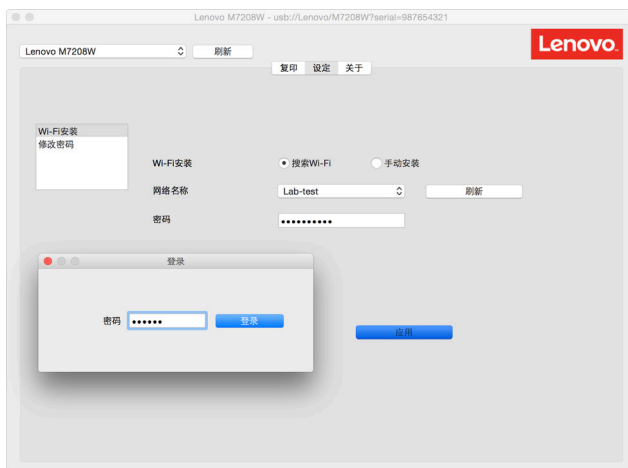 Lenovo M7208W - usb://Lenovo/M7208W?serial=987654321
Lenovo
Lenovo M7208W 刷新
复印 设定 关于
Wi-Fi安装
修改密码
Wi-Fi安装 搜索Wi-Fi 手动安装
网络名称 Lab-test 刷新
密码 ••••••••••
登录
密码 •••••• 登录
应用